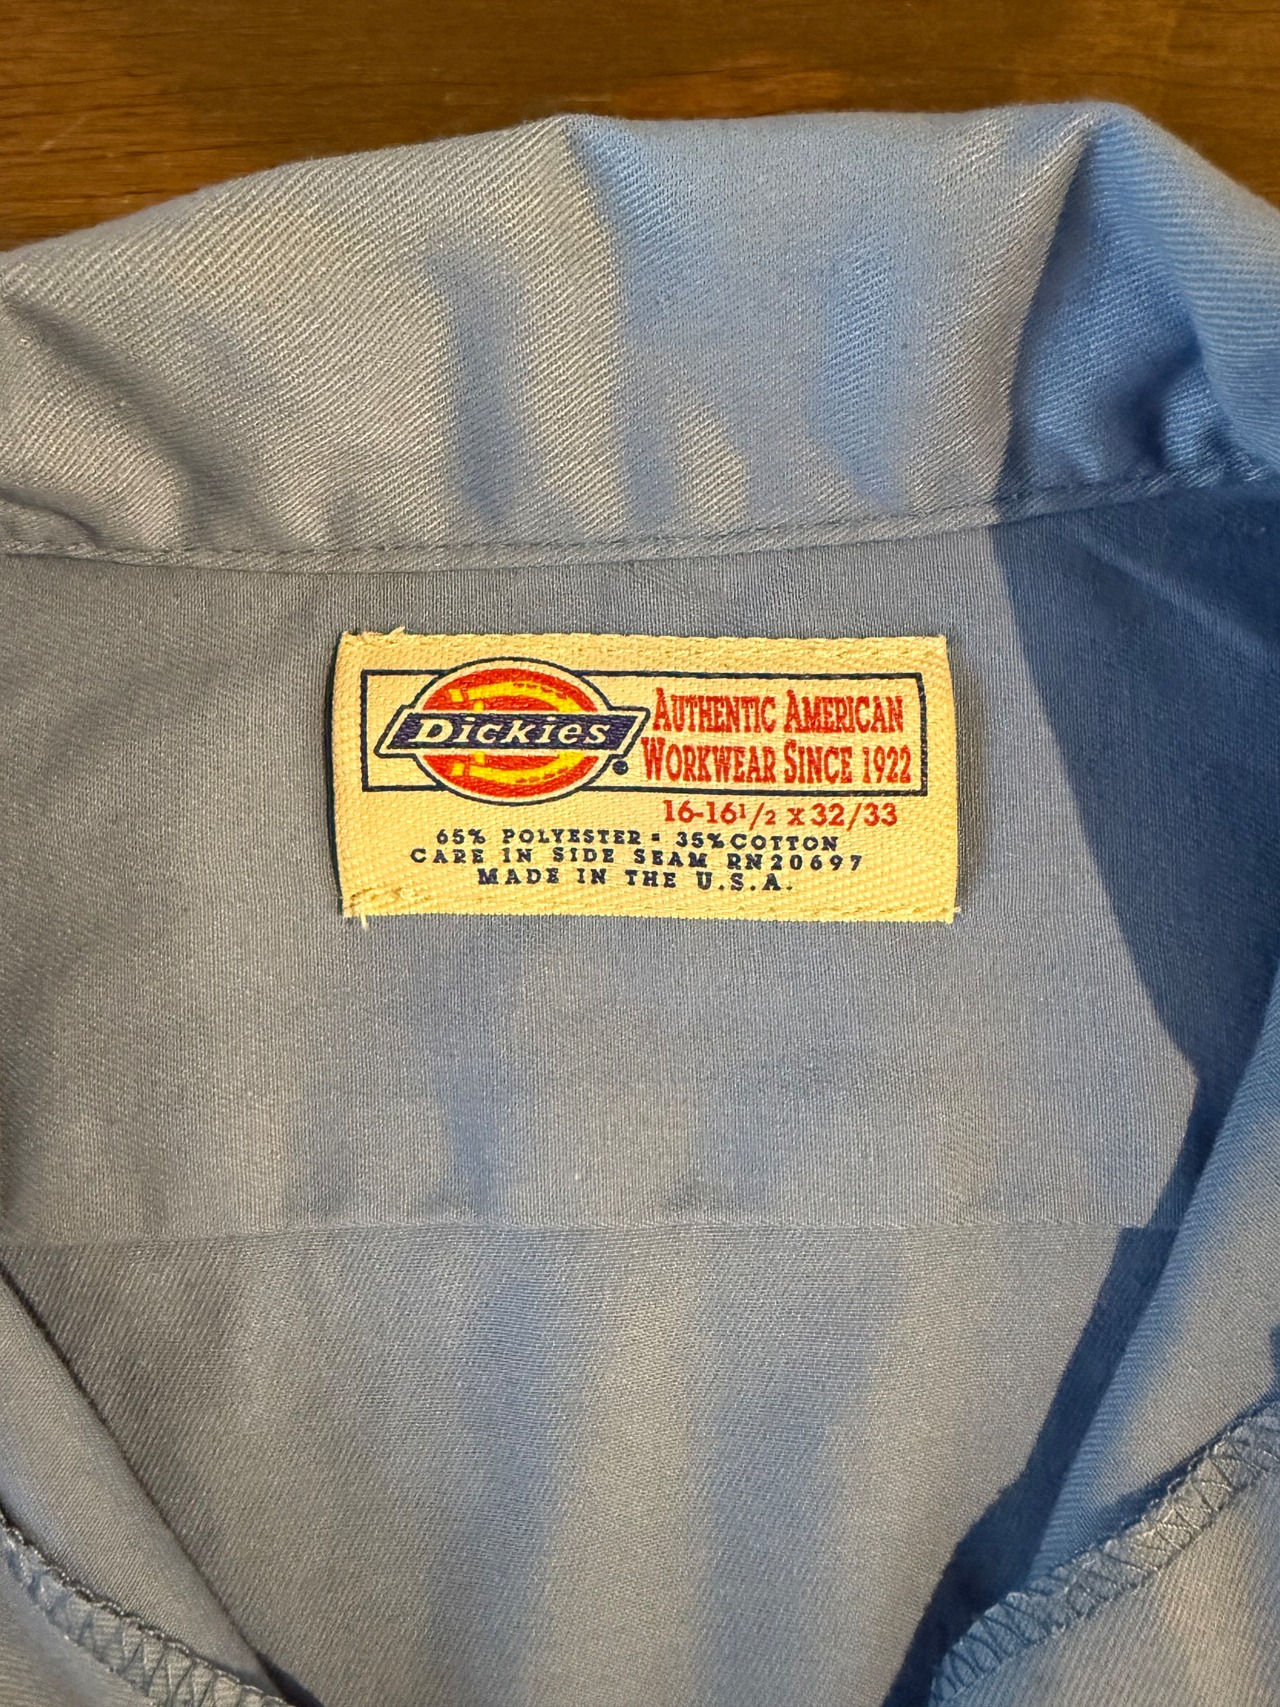 Dickies
AUTHENTIC AMERICAN
WORKWEAR SINCE 1922
16-16 1/2 x 32/33
65% POLYESTER - 35% COTTON
CARE IN SIDE SEAM RN20697
MADE IN THE U.S.A.